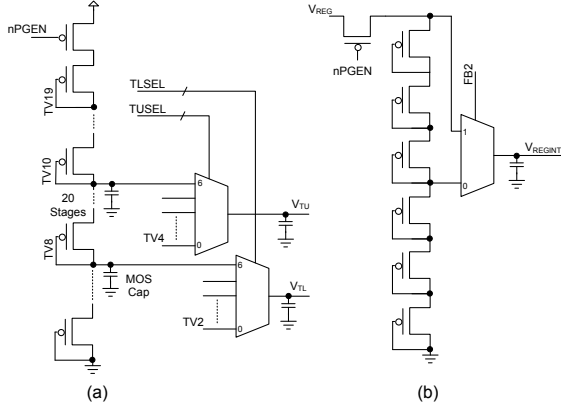 nPGEN
TV19
TLSEL
TUSEL
TV10
6
20
Stages
TV4
0
V_TU
TV8
6
MOS
Cap
TV2
0
V_TL
(a)
V_REG
nPGEN
FB2
1
0
V_REGINT
(b)